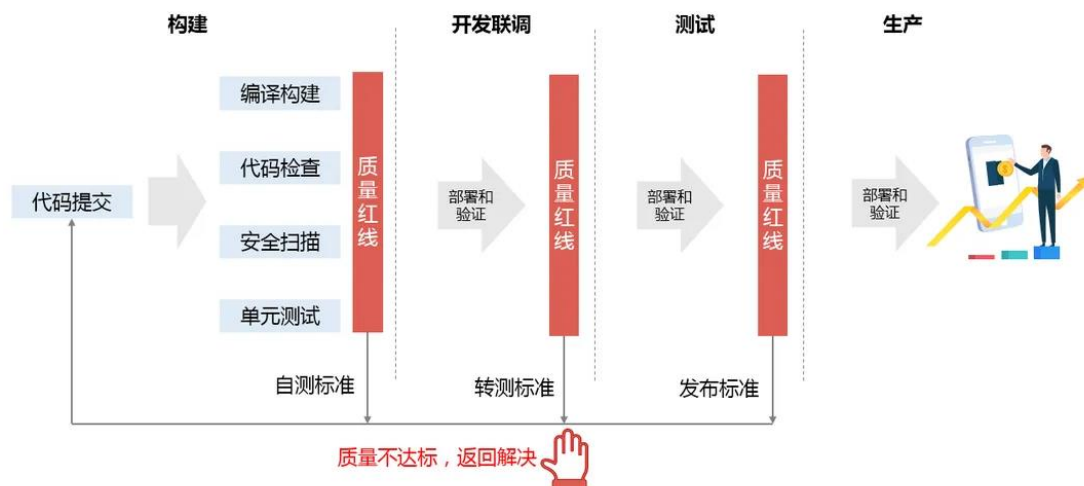 构建
开发联调
测试
生产
代码提交
编译构建
代码检查
安全扫描
单元测试
质量红线
部署和
验证
质量红线
部署和
验证
质量红线
部署和
验证
自测标准
转测标准
发布标准
质量不达标，返回解决